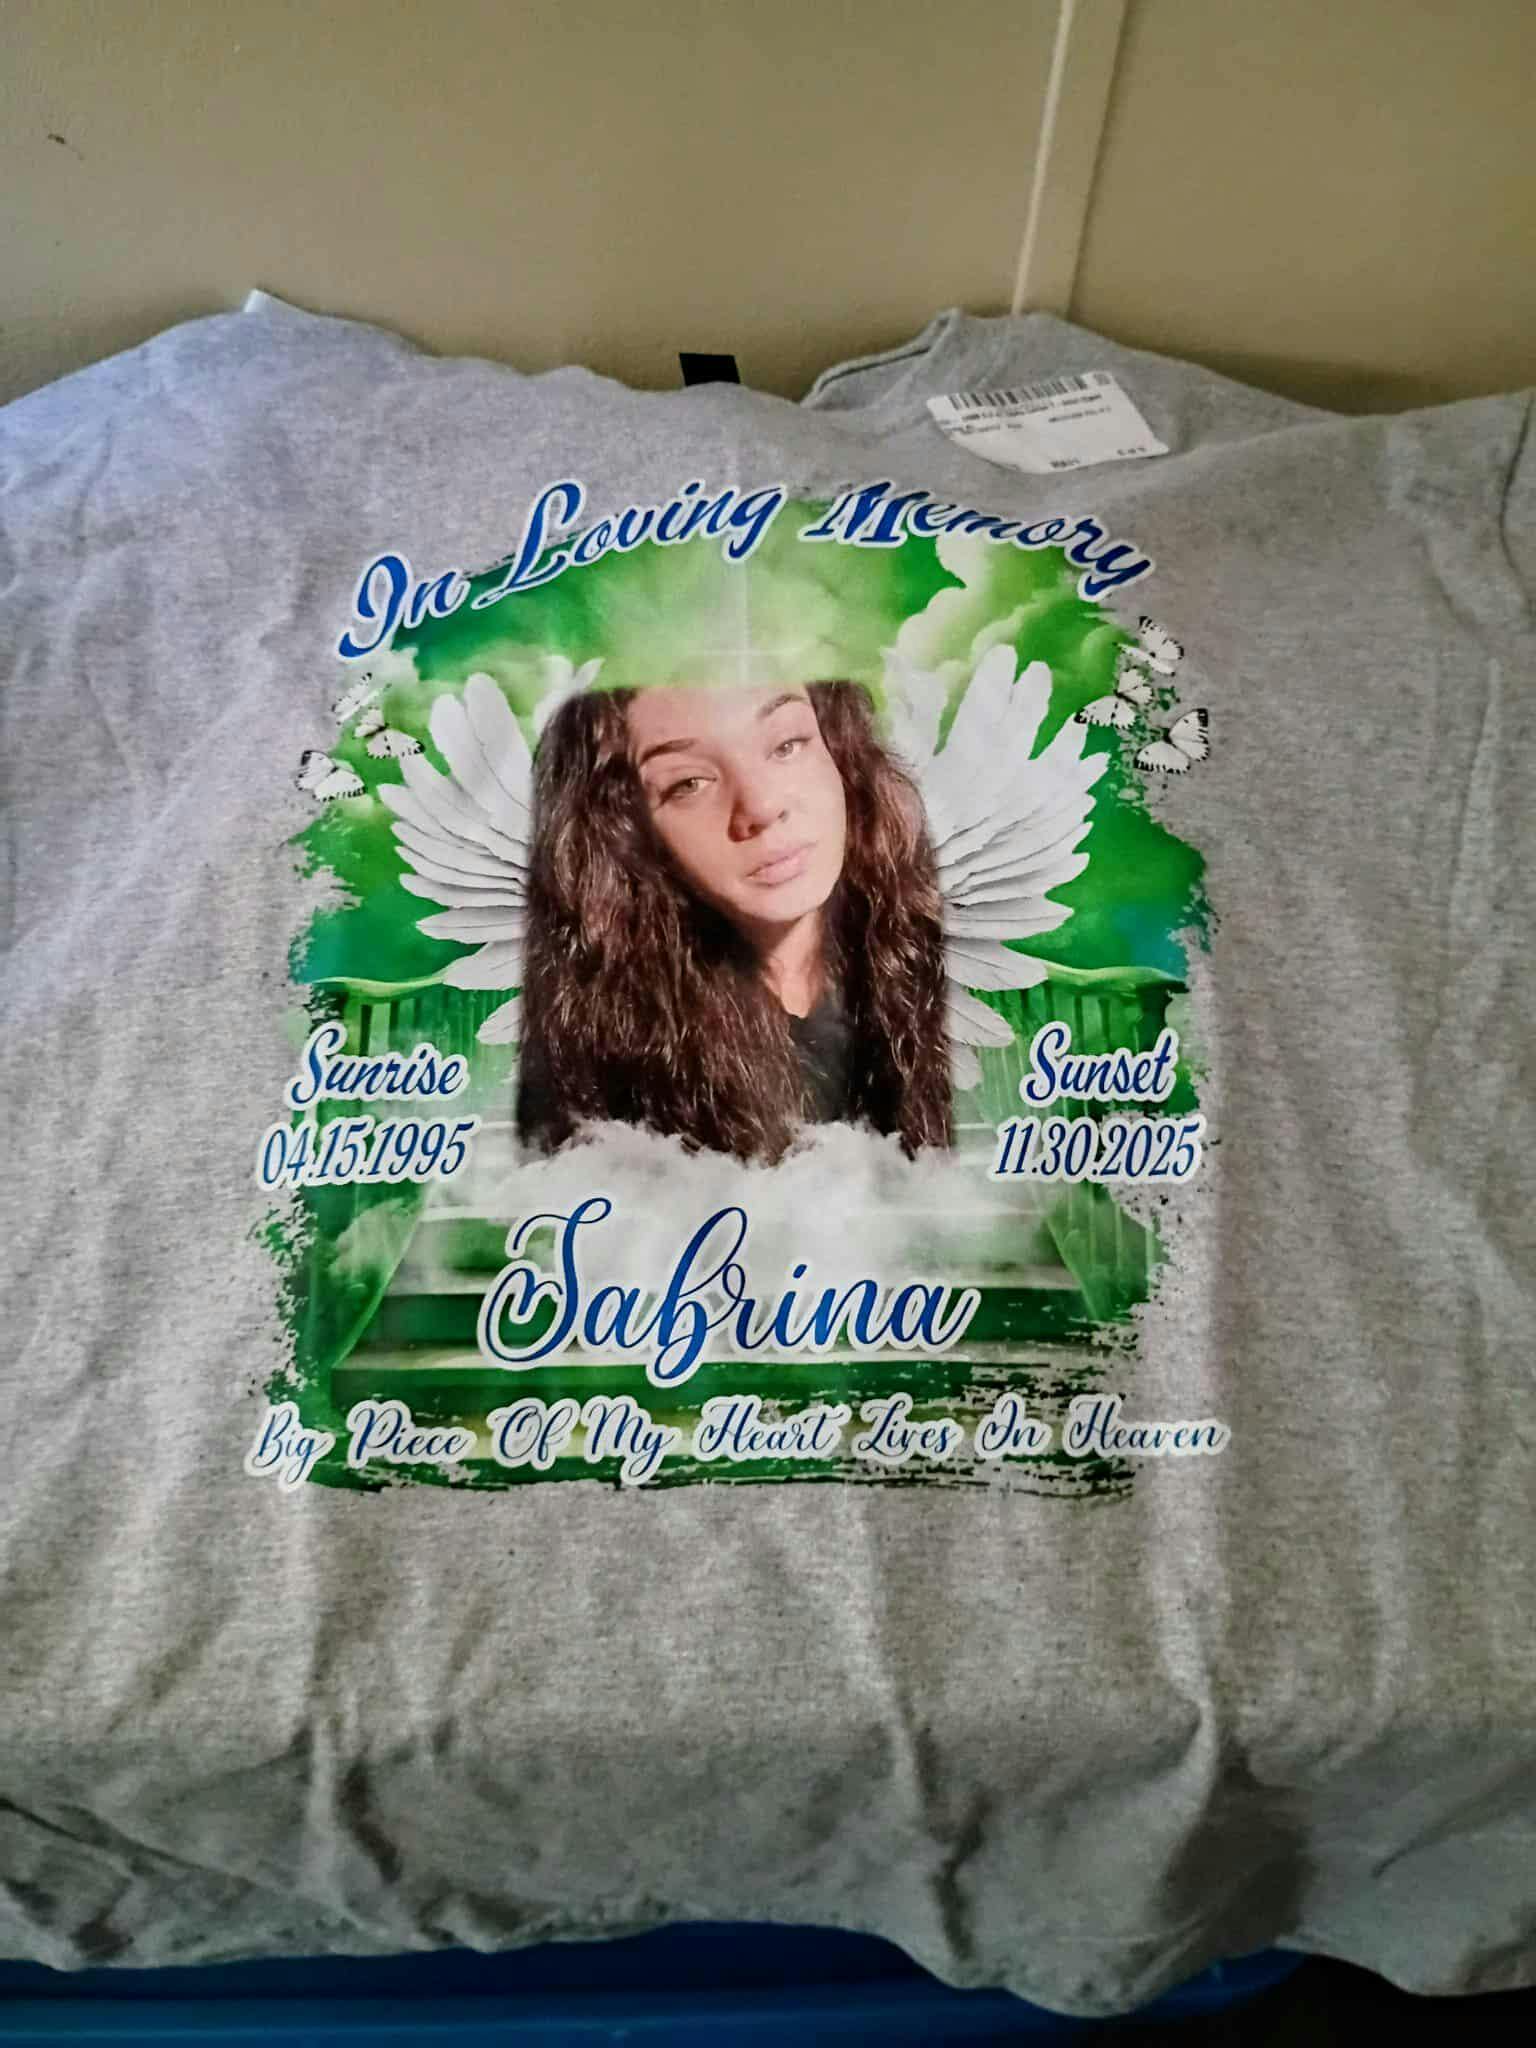 In Loving Memory
Sunrise
04.15.1995
Sunset
11.30.2025
Sabrina
Big Piece Of My Heart Lives In Heaven